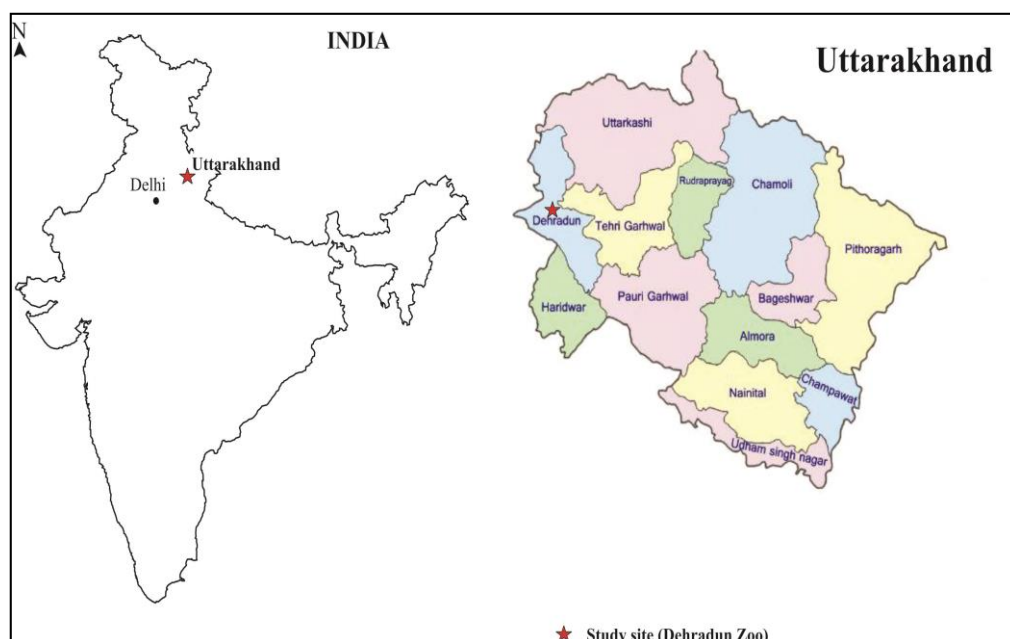 N
INDIA
Uttarakhand
Delhi
Uttarakhand
Uttarkashi
Rudraprayag
Chamoli
Dehradun
Tehri Garhwal
Pithoragarh
Haridwar
Pauri Garhwal
Bageshwar
Almora
Nainital
Champawat
Udham singh nagar
Study site (Dehradun Zoo)